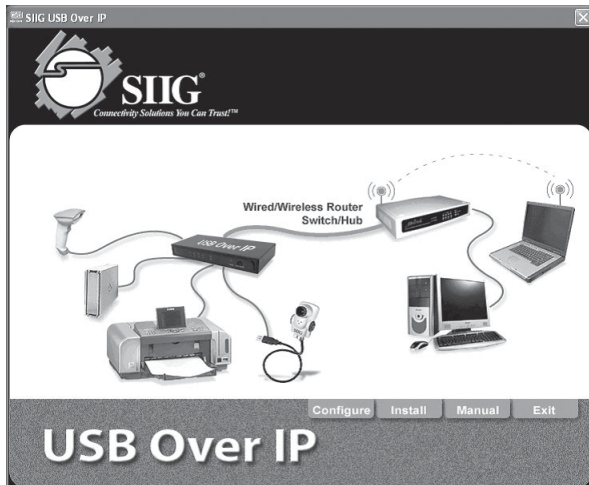 SIIG USB Over IP
SIIG®
Connectivity Solutions You Can Trust!™
Wired/Wireless Router
Switch/Hub
USB Over IP
Configure
Install
Manual
Exit
USB Over IP